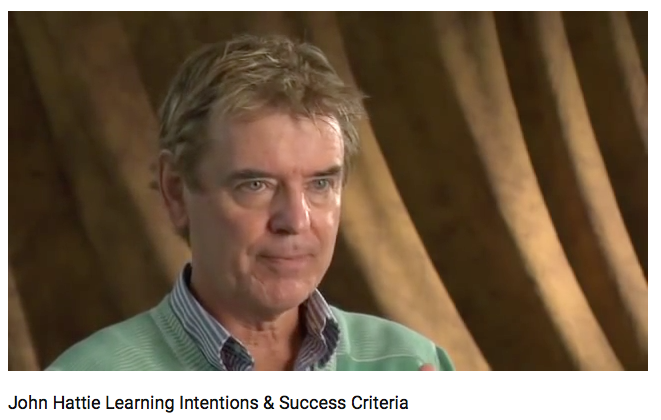 John Hattie Learning Intentions & Success Criteria